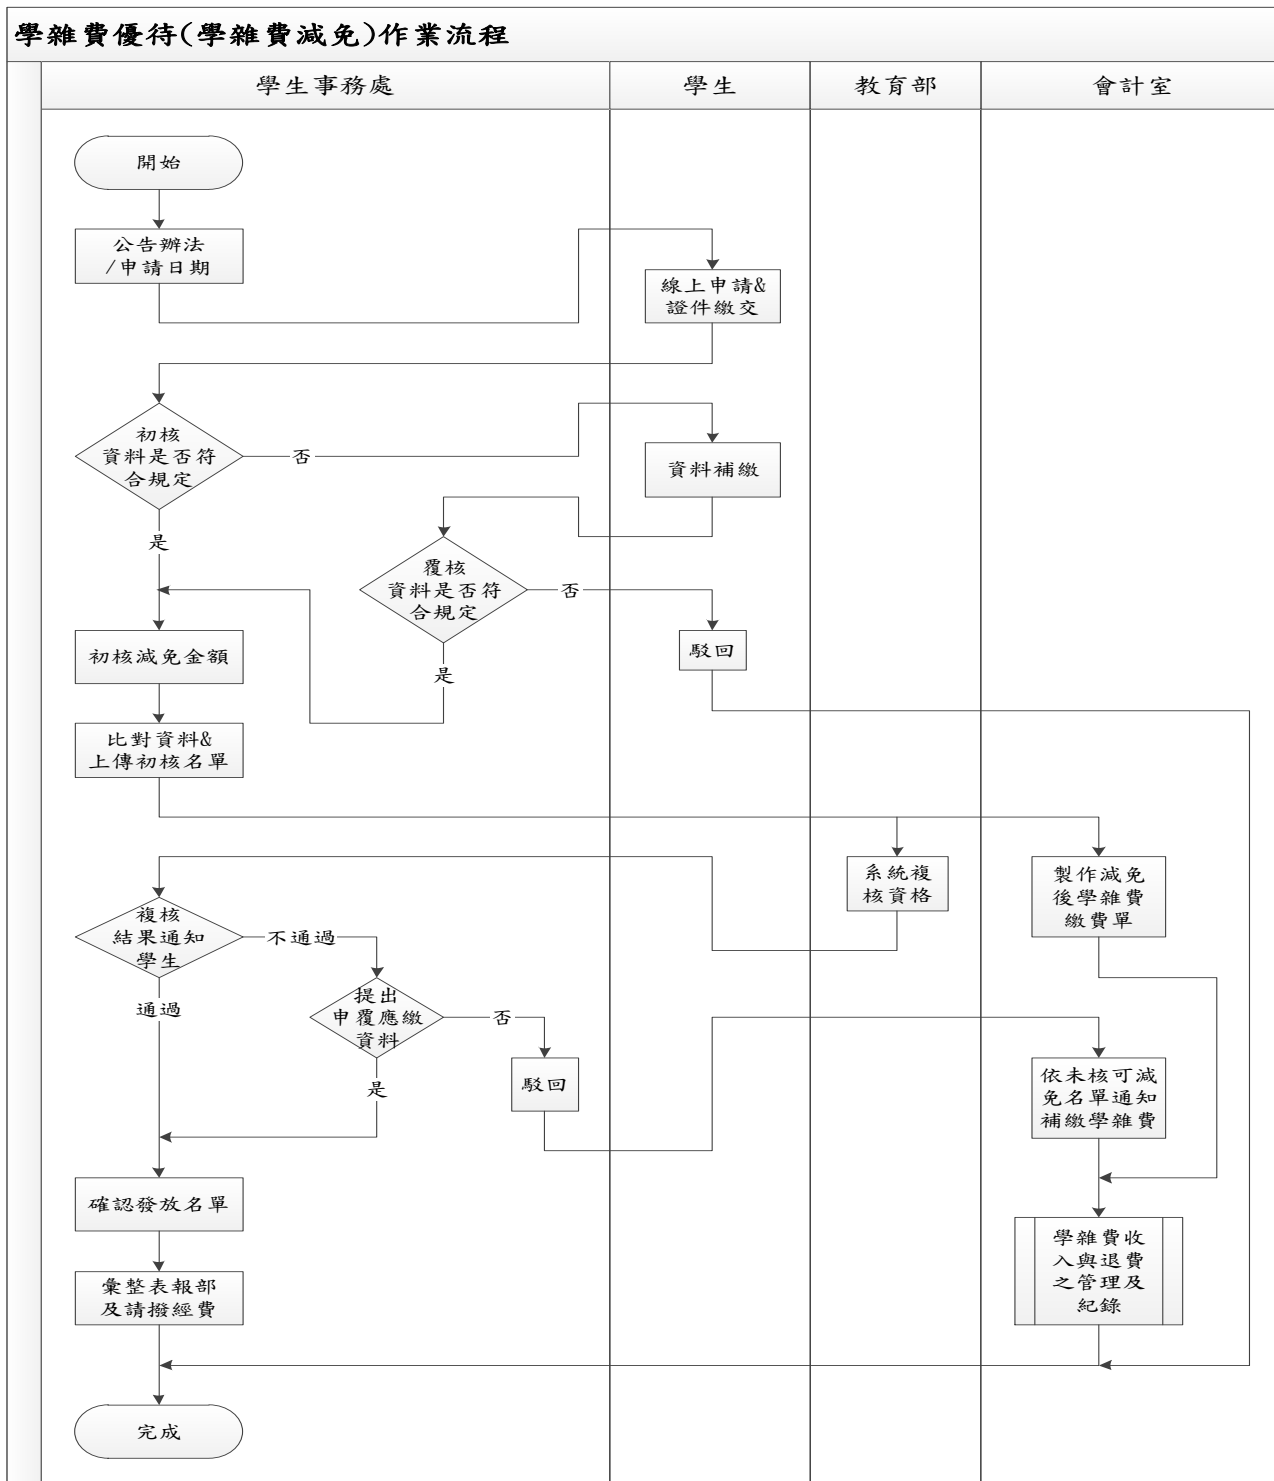 學雜費優待(學雜費減免)作業流程
學生事務處
學生
教育部
會計室
開始
公告辦法
/申請日期
線上申請&
證件繳交
初核
資料是否符
合規定
否
資料補繳
是
覆核
資料是否符
合規定
否
駁回
是
初核減免金額
比對資料&
上傳初核名單
系統複
核資格
製作減免
後學雜費
繳費單
複核
結果通知
學生
不通過
通過
提出
申覆應繳
資料
否
是
駁回
依未核可減
免名單通知
補繳學雜費
確認發放名單
彙整表報部
及請撥經費
學雜費收
入與退費
之管理及
紀錄
完成